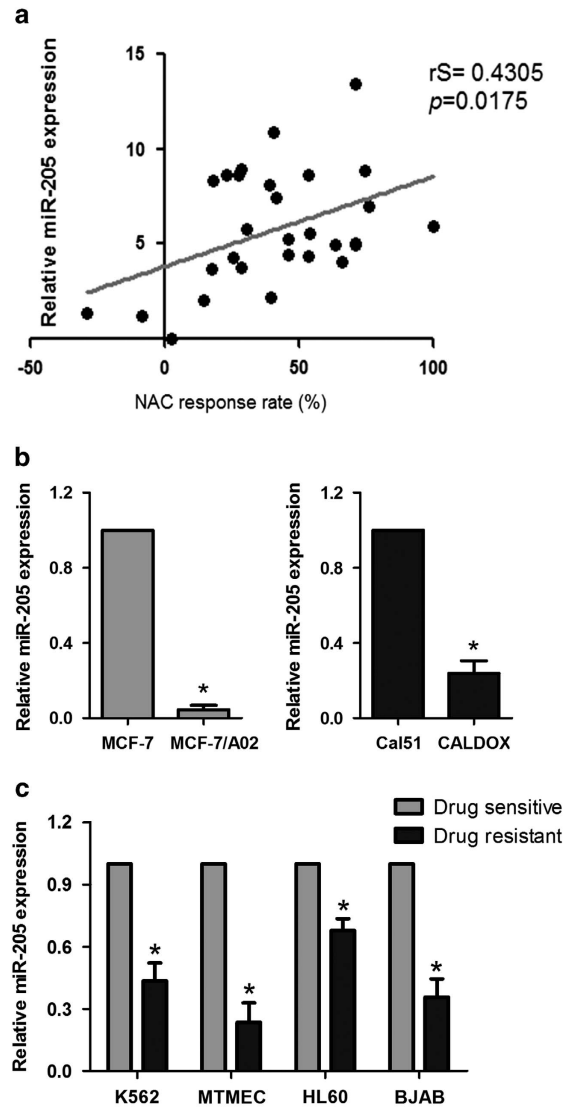 a
15
10
5
Relative miR-205 expression
rS= 0.4305
p=0.0175
-50 0 50 100
NAC response rate (%)
b
1.2
0.8
0.4
0.0
Relative miR-205 expression
*
MCF-7 MCF-7/A02
1.2
0.8
0.4
0.0
Relative miR-205 expression
*
Cal51 CALDOX
c
Drug sensitive
Drug resistant
1.2
0.9
0.6
0.3
0.0
Relative miR-205 expression
* * * *
K562 MTMEC HL60 BJAB